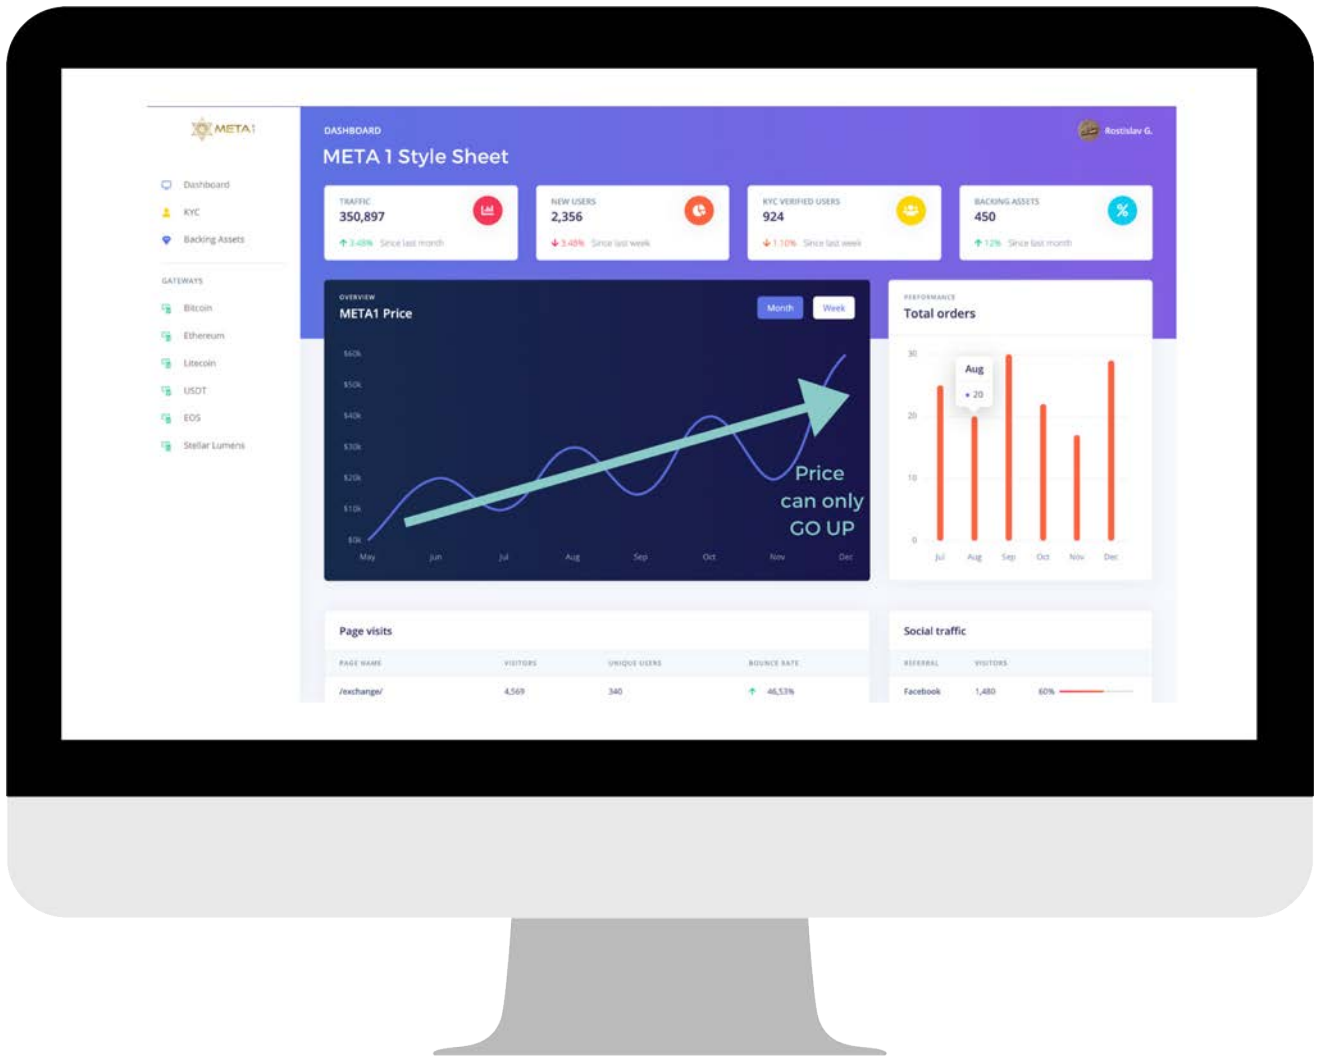 META1
Dashboard
KYC
Backing Assets
GATEWAYS
Bitcoin
Ethereum
Litecoin
USDT
EOS
Stellar Lumens
DASHBOARD
Rostislav G.
META 1 Style Sheet
TRAFFIC
350,897
3.48% Since last month
NEW USERS
2,356
3.48% Since last week
KYC VERIFIED USERS
924
1.10% Since last week
BACKING ASSETS
450
12% Since last month
OVERVIEW
META1 Price
Month
Week
$60k
$50k
$40k
$30k
$20k
$10k
$0k
May Jun Jul Aug Sep Oct Nov Dec
Price
can only
GO UP
PERFORMANCE
Total orders
30
20
10
0
Aug
20
Jul Aug Sep Oct Nov Dec
Page visits
PAGE NAME VISITORS UNIQUE USERS BOUNCE RATE
/exchange/ 4,569 340 46,53%
Social traffic
REFERRAL VISITORS
Facebook 1,480 60%